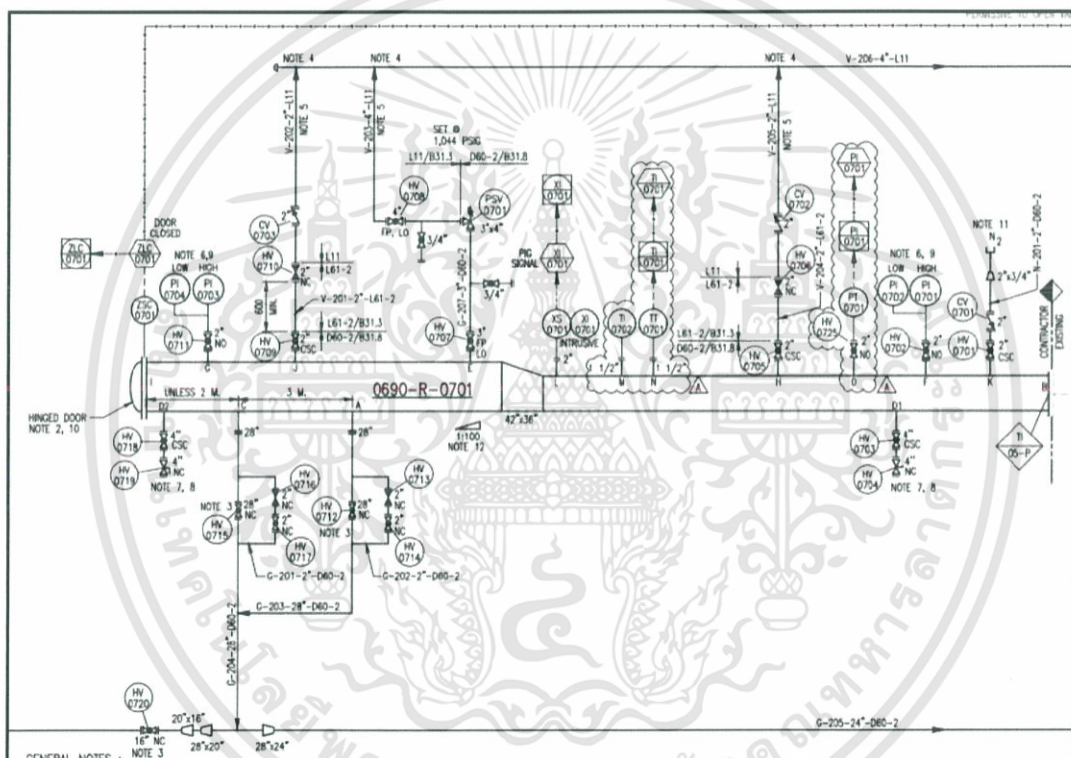 NOTE 4
NOTE 4
NOTE 4
V-206-4"-L11
V-202-2"-L11
NOTE 5
V-203-4"-L11
NOTE 5
V-205-2"-L11
NOTE 5
SET @
1,044 PSIG
L11/B31.3
D60-2/B31.8
HV
0708
4"
FP, LO
3/4"
PSV
0701
3"x4"
G-207-3"-D60-2
3/4"
HV
0707
3"
FP
LO
XI
0701
PIG
SIGNAL
XI
0701
XS
0701
XI
0701
INTRUSIVE
2"
TI
0701
TI
0701
TI
0702
TT
0701
1 1/2"
1 1/2"
CV
0702
2"
HV
0706
2"
NC
L11
L61-2
V-204-2"-L61-2
L61-2/B31.3
D60-2/B31.8
HV
0705
2"
CSC
PI
0701
PI
0701
PT
0701
HV
0725
2"
NO
NOTE 6, 9
LOW
HIGH
PI
0702
PI
0701
HV
0702
2"
NO
NOTE 11
N2
2"x3/4"
N-201-2"-D60-2
CV
0701
2"
HV
0701
2"
CSC
CONTRACTOR
EXISTING
DOOR
CLOSED
ZLC
0701
ZLC
0701
ZSC
0701
NOTE 6,9
LOW
HIGH
PI
0704
PI
0703
HV
0711
2"
NO
CV
0703
2"
HV
0710
2"
NC
L11
L61-2
600
MIN.
V-201-2"-L61-2
L61-2/B31.3
D60-2/B31.8
HV
0709
2"
CSC
G
J
E
L
M
N
H
O
F
K
A
A
I
UNLESS 2 M.
3 M.
0690-R-0701
42"x36"
1:100
NOTE 12
HINGED DOOR
NOTE 2, 10
D2
C
A
D1
B
HV
0718
4"
CSC
HV
0719
4"
NC
NOTE 7, 8
28"
28"
HV
0716
2"
NC
NOTE 3
28"
NC
HV
0715
2"
NC
HV
0717
HV
0713
2"
NC
HV
0712
28"
NC
NOTE 3
2"
NC
HV
0714
G-201-2"-D60-2
G-202-2"-D60-2
G-203-28"-D60-2
G-204-28"-D60-2
HV
0703
4"
CSC
HV
0704
4"
NC
NOTE 7, 8
TI
05-P
HV
0720
16" NC
NOTE 3
20"x16"
28"x20"
28"x24"
G-205-24"-D60-2
GENERAL NOTES :